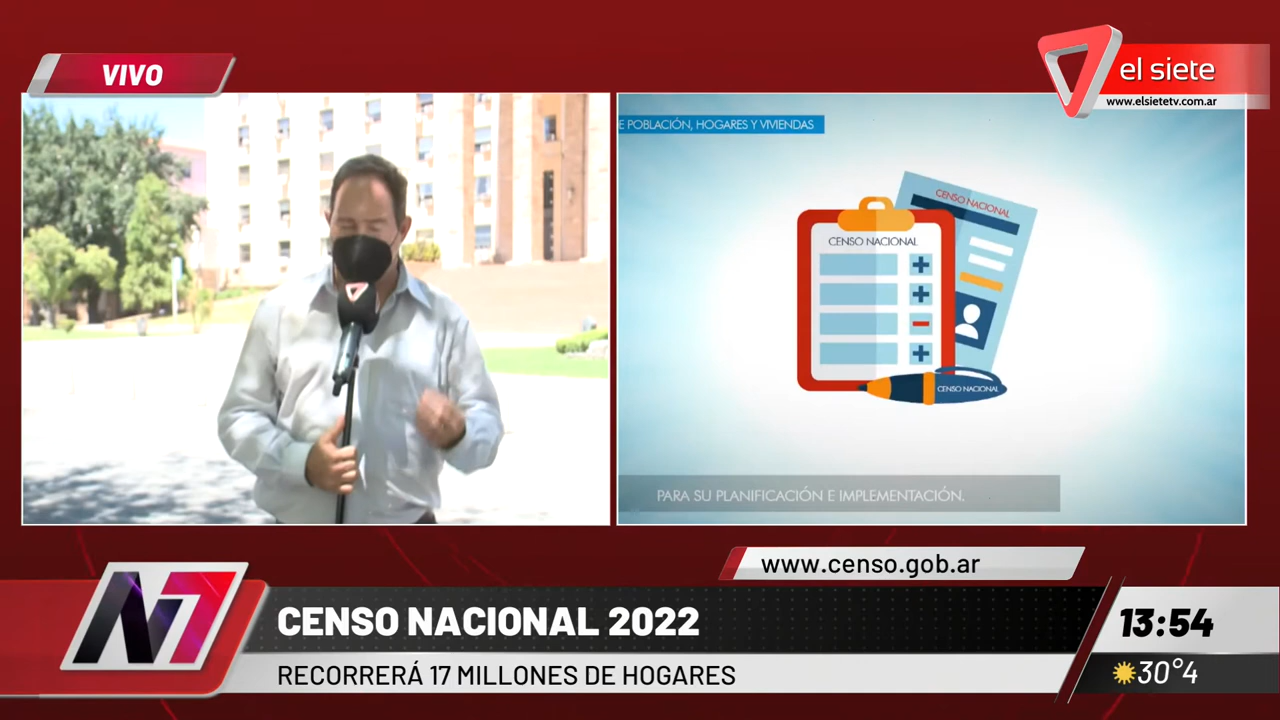 VIVO
el siete
www.elsietetv.com.ar
E POBLACIÓN, HOGARES Y VIVIENDAS
CENSO NACIONAL
CENSO NACIONAL
CENSO NACIONAL
PARA SU PLANIFICACIÓN E IMPLEMENTACIÓN.
www.censo.gob.ar
N7
CENSO NACIONAL 2022
13:54
RECORRERÁ 17 MILLONES DE HOGARES
30°4